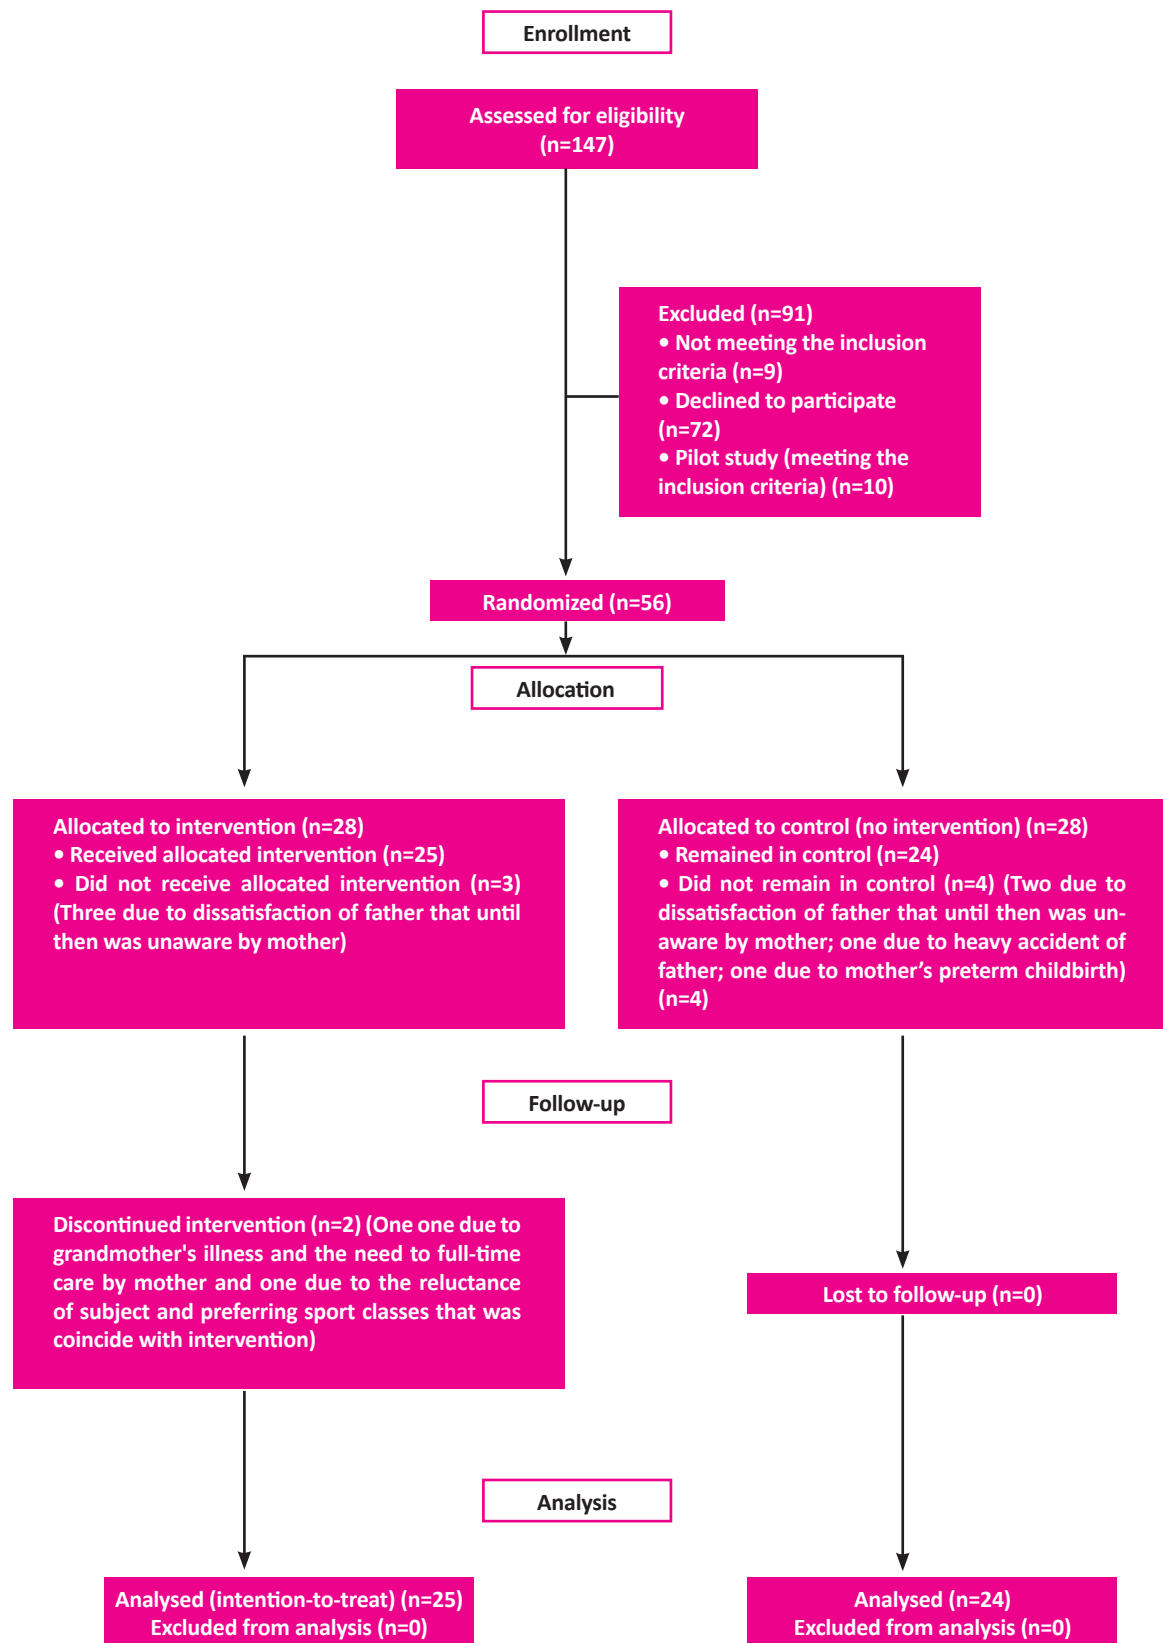 Enrollment
Assessed for eligibility
(n=147)
Excluded (n=91)
• Not meeting the inclusion
criteria (n=9)
• Declined to participate
(n=72)
• Pilot study (meeting the
inclusion criteria) (n=10)
Randomized (n=56)
Allocation
Allocated to intervention (n=28)
• Received allocated intervention (n=25)
• Did not receive allocated intervention (n=3)
(Three due to dissatisfaction of father that until
then was unaware by mother)
Allocated to control (no intervention) (n=28)
• Remained in control (n=24)
• Did not remain in control (n=4) (Two due to
dissatisfaction of father that until then was un-
aware by mother; one due to heavy accident of
father; one due to mother’s preterm childbirth)
(n=4)
Follow-up
Discontinued intervention (n=2) (One one due to
grandmother's illness and the need to full-time
care by mother and one due to the reluctance
of subject and preferring sport classes that was
coincide with intervention)
Lost to follow-up (n=0)
Analysis
Analysed (intention-to-treat) (n=25)
Excluded from analysis (n=0)
Analysed (n=24)
Excluded from analysis (n=0)